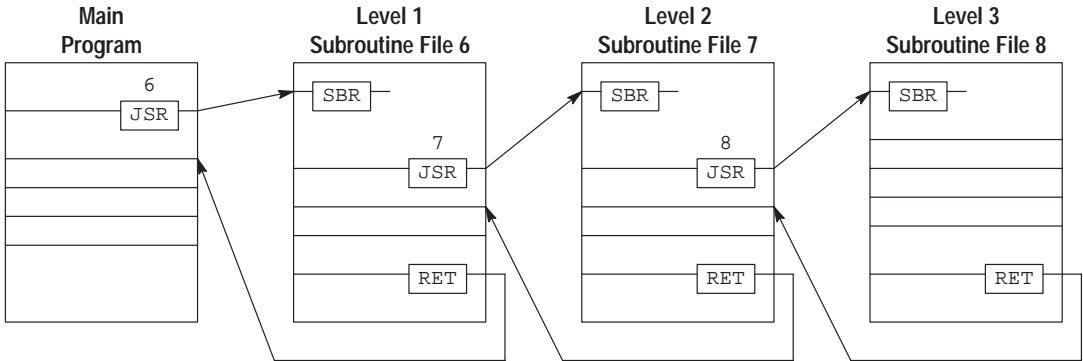 Main
Program
Level 1
Subroutine File 6
Level 2
Subroutine File 7
Level 3
Subroutine File 8
6
JSR
SBR
7
JSR
RET
SBR
8
JSR
RET
SBR
RET